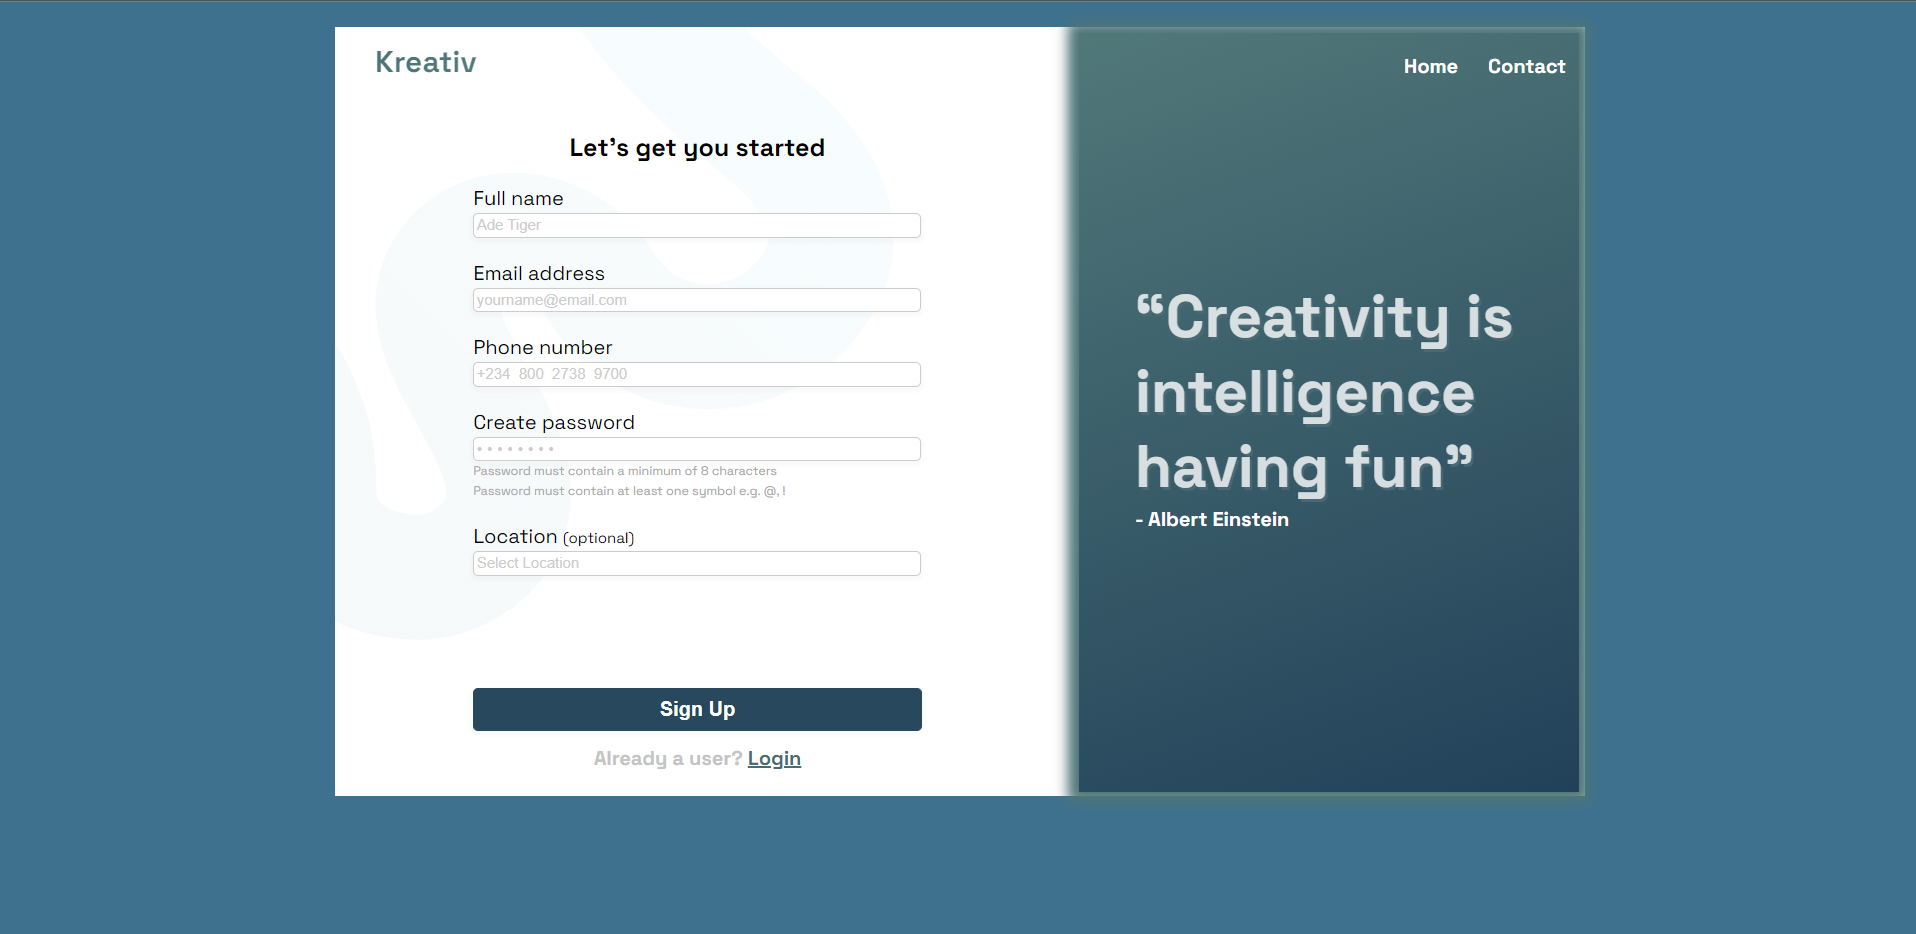 Kreativ
Home Contact
Let’s get you started
Full name
Ade Tiger
Email address
yourname@email.com
Phone number
+234 800 2738 9700
Create password
Password must contain a minimum of 8 characters
Password must contain at least one symbol e.g. @, !
Location (optional)
Select Location
Sign Up
Already a user? Login
“Creativity is
intelligence
having fun”
- Albert Einstein